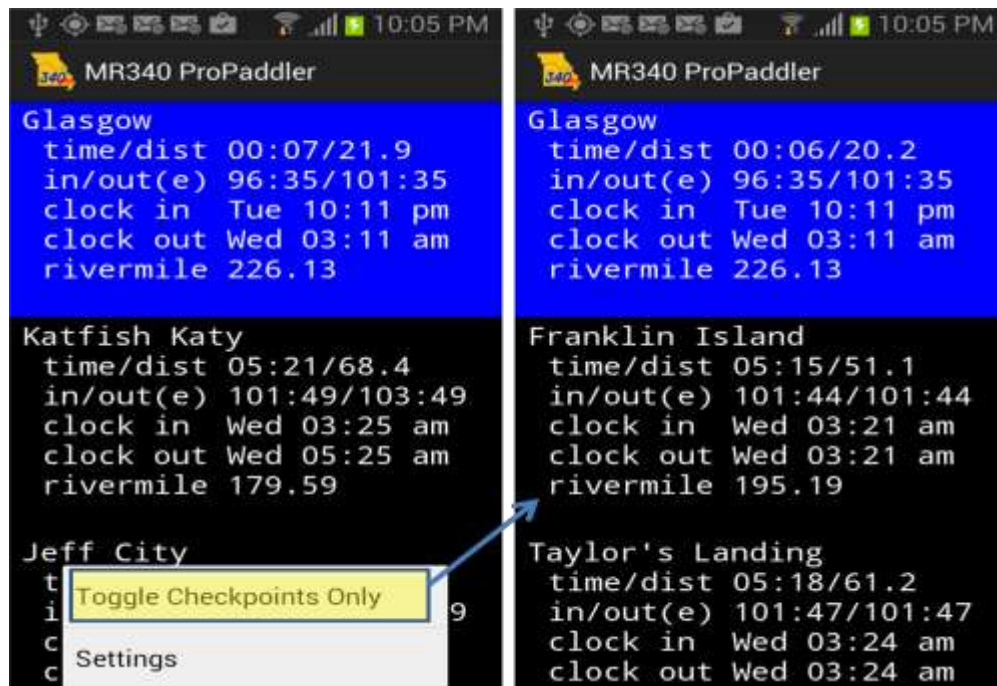 10:05 PM
340
MR340 ProPaddler
Glasgow
time/dist 00:07/21.9
in/out(e) 96:35/101:35
clock in Tue 10:11 pm
clock out Wed 03:11 am
rivermile 226.13
Katfish Katy
time/dist 05:21/68.4
in/out(e) 101:49/103:49
clock in Wed 03:25 am
clock out Wed 05:25 am
rivermile 179.59
Jeff City
t
i 9
c
c
Toggle Checkpoints Only
Settings
10:05 PM
340
MR340 ProPaddler
Glasgow
time/dist 00:06/20.2
in/out(e) 96:35/101:35
clock in Tue 10:11 pm
clock out Wed 03:11 am
rivermile 226.13
Franklin Island
time/dist 05:15/51.1
in/out(e) 101:44/101:44
clock in Wed 03:21 am
clock out Wed 03:21 am
rivermile 195.19
Taylor's Landing
time/dist 05:18/61.2
in/out(e) 101:47/101:47
clock in Wed 03:24 am
clock out Wed 03:24 am